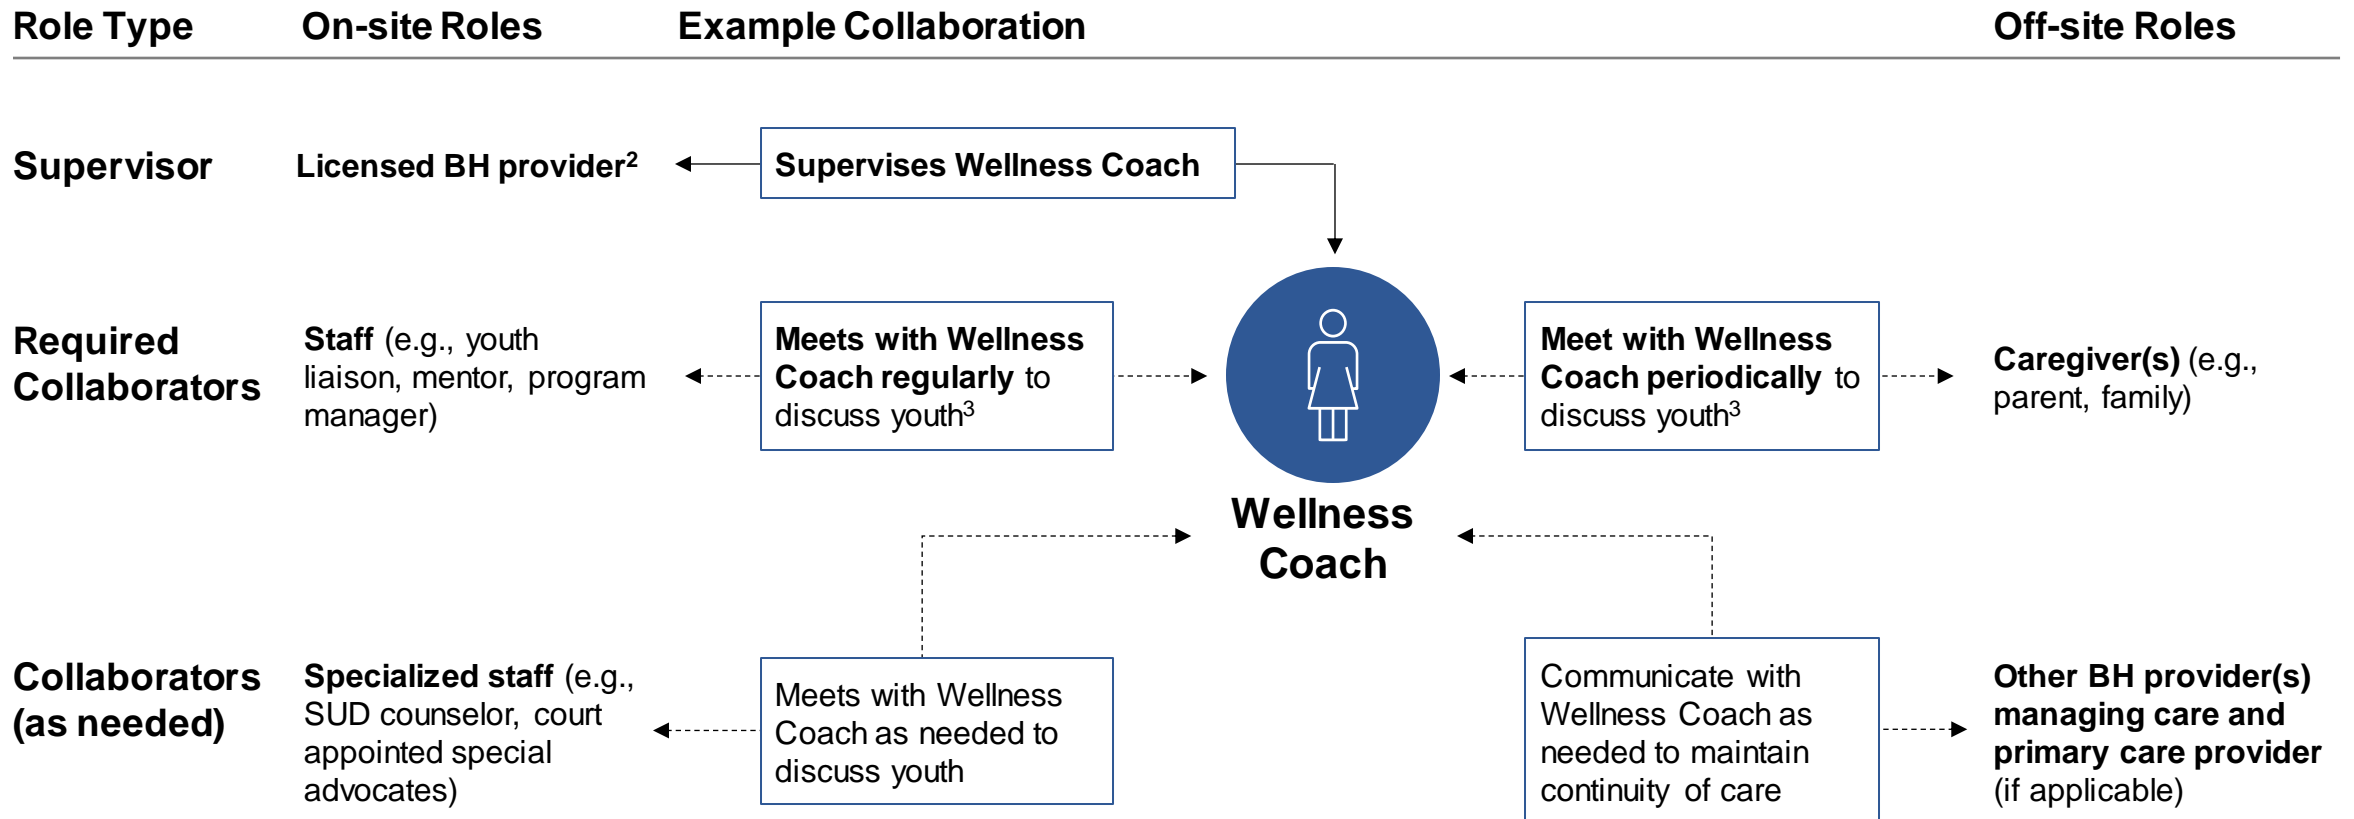 Role Type
On-site Roles
Example Collaboration
Off-site Roles
Supervisor
Licensed BH provider²
Supervises Wellness Coach
Required
Collaborators
Staff (e.g., youth
liaison, mentor, program
manager)
Meets with Wellness
Coach regularly to
discuss youth³
Meet with Wellness
Coach periodically to
discuss youth³
Caregiver(s) (e.g.,
parent, family)
Wellness
Coach
Collaborators
(as needed)
Specialized staff (e.g.,
SUD counselor, court
appointed special
advocates)
Meets with Wellness
Coach as needed to
discuss youth
Communicate with
Wellness Coach as
needed to maintain
continuity of care
Other BH provider(s)
managing care and
primary care provider
(if applicable)